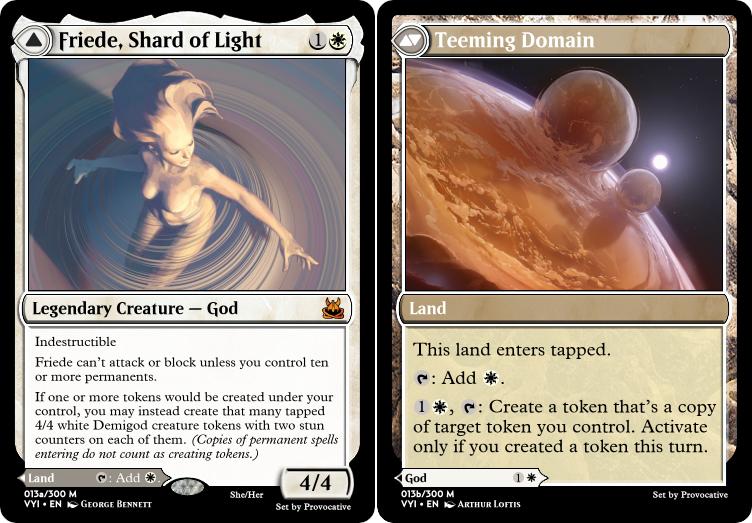 Friede, Shard of Light 1
Indestructible
Friede can't attack or block unless you control ten
or more permanents.
If one or more tokens would be created under your
control, you may instead create that many tapped
4/4 white Demigod creature tokens with two stun
counters on each of them. (Copies of permanent spells
entering do not count as creating tokens.)
Legendary Creature — God
Land : Add .
4/4
013a/300 M
VYI • EN GEORGE BENNETT
She/Her
Set by Provocative
Teeming Domain
Land
This land enters tapped.
: Add .
1 , : Create a token that's a copy
of target token you control. Activate
only if you created a token this turn.
God 1
013b/300 M
VYI • EN ARTHUR LOFTIS
Set by Provocative